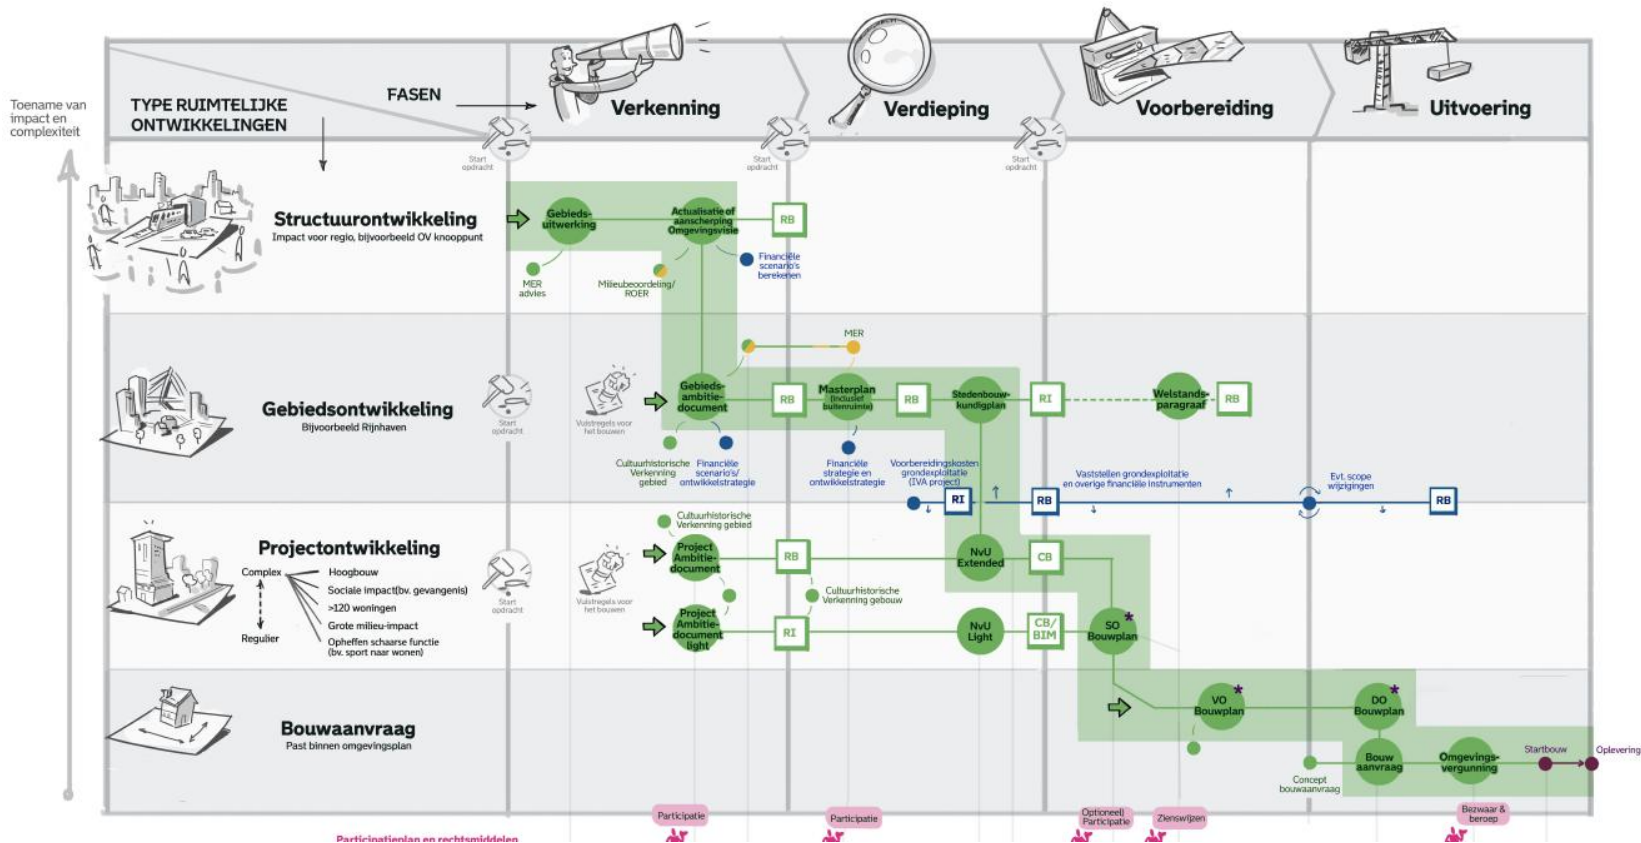 Toename van
impact en
complexiteit
TYPE RUIMTELIJKE
ONTWIKKELINGEN
FASEN
Verkenning
Verdieping
Voorbereiding
Uitvoering
Start
opdracht
Start
opdracht
Start
opdracht
Structuurontwikkeling
Impact voor regio, bijvoorbeeld OV knooppunt
Gebieds-
uitwerking
Actualisatie of
aanscherping
Omgevingsvisie
RB
MER
advies
Milieubeoordeling/
ROER
Financiële
scenario's
berekenen
Gebiedsontwikkeling
Bijvoorbeeld Rijnhaven
Start
opdracht
Vuistregels voor
het bouwen
Gebieds-
ambitie-
document
RB
MER
Masterplan
(inclusief
buitenruimte)
RB
Stedenbouw-
kundigplan
RI
Welstands-
paragraaf
RB
Cultuurhistorische
Verkenning
gebied
Financiële
scenario's/
ontwikkelstrategie
Financiële
strategie en
ontwikkelstrategie
Voorbereidingskosten
grondexploitatie
(IVA project)
RI
RB
Vaststellen grondexploitatie
en overige financiële instrumenten
Evt. scope
wijzigingen
RB
Projectontwikkeling
Complex
Regulier
Hoogbouw
Sociale impact(bv. gevangenis)
>120 woningen
Grote milieu-impact
Opheffen schaarse functie
(bv. sport naar wonen)
Start
opdracht
Vuistregels voor
het bouwen
Cultuurhistorische
Verkenning gebied
Project
Ambitie-
document
RB
NvU
Extended
CB
Cultuurhistorische
Verkenning gebouw
Project
Ambitie-
document
light
RI
NvU
Light
CB/
BIM
SO
Bouwplan
*
Bouwaanvraag
Past binnen omgevingsplan
VO
Bouwplan
*
DO
Bouwplan
*
Concept
bouwaanvraag
Bouw
aanvraag
Omgevings-
vergunning
Startbouw
Oplevering
Participatie
Participatie
Optioneel)
Participatie
Zienswijzen
Bezwaar &
beroep
Participatieplan en rechtsmiddelen